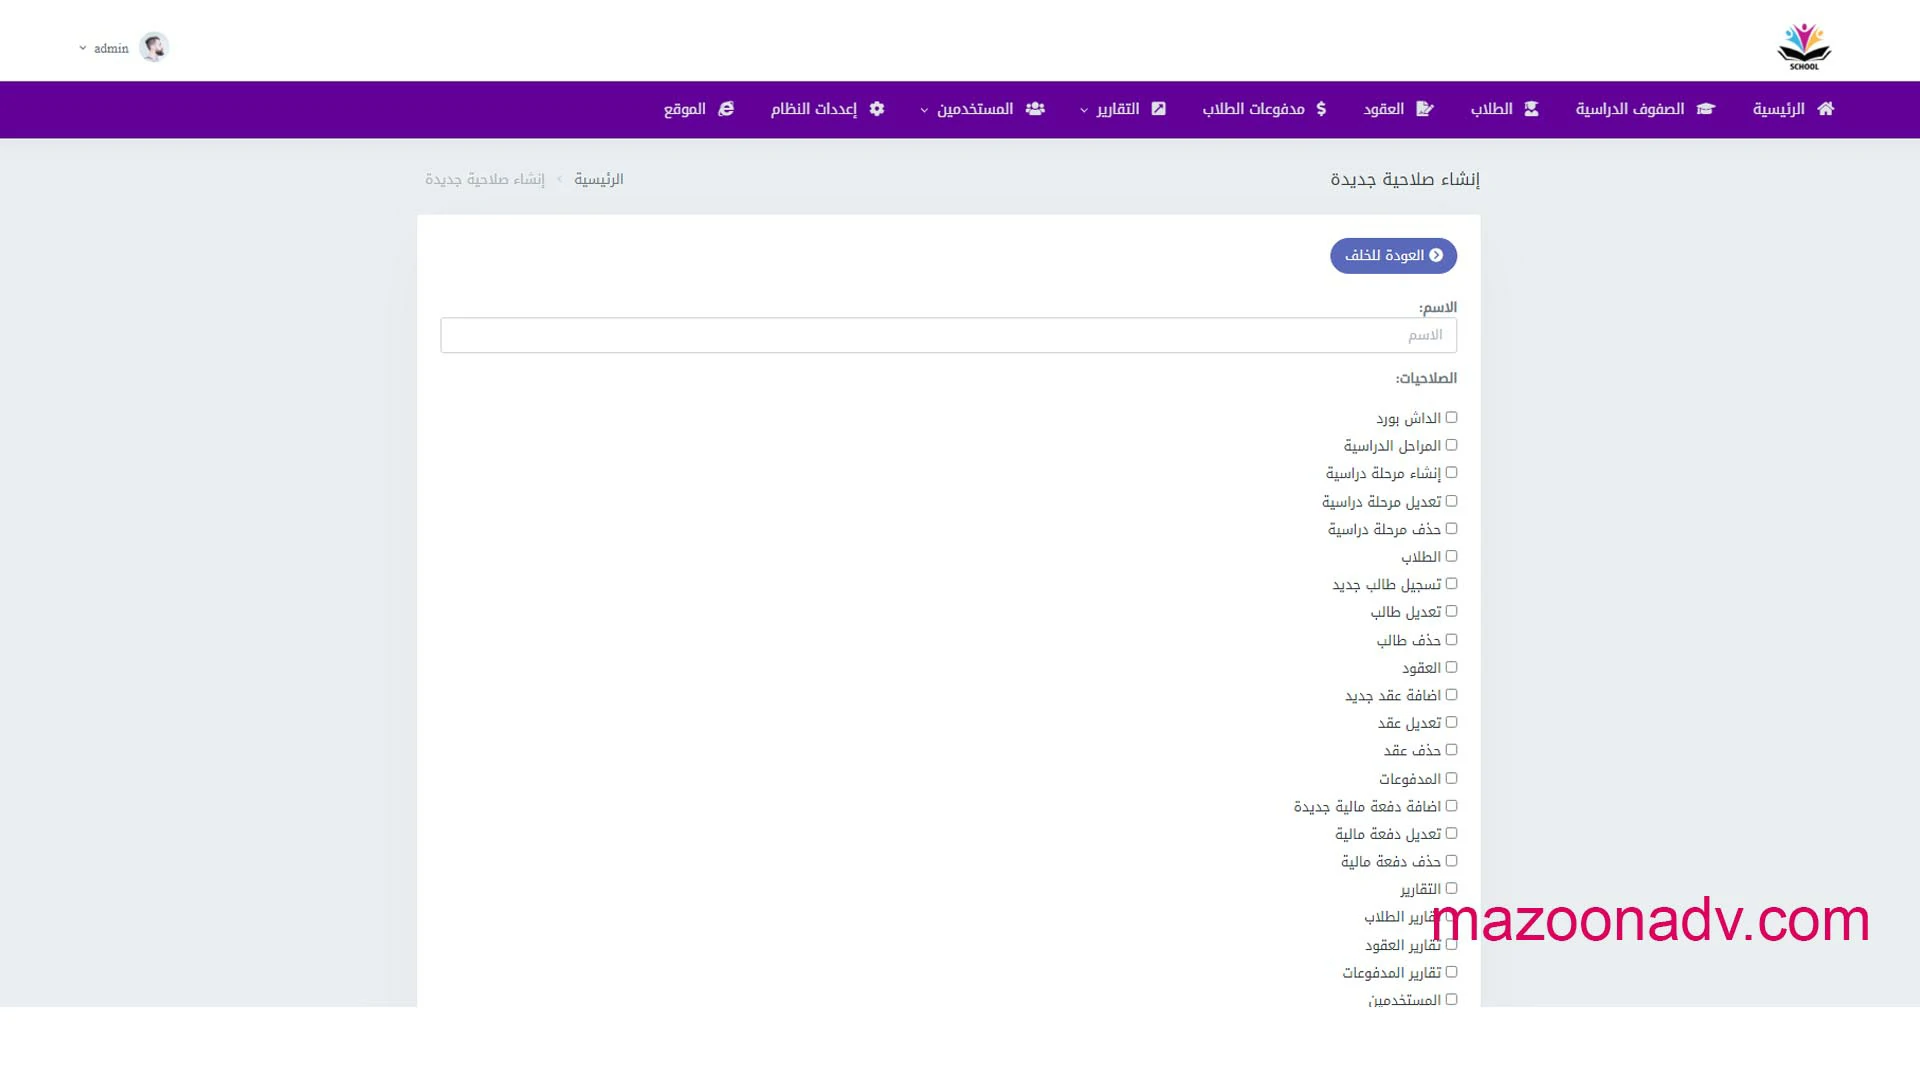 SCHOOL
admin
الرئيسية
الصفوف الدراسية
الطلاب
العقود
مدفوعات الطلاب
التقارير
المستخدمين
إعددات النظام
الموقع
إنشاء صلاحية جديدة
الرئيسية > إنشاء صلاحية جديدة
العودة للخلف
الاسم:
الاسم
الصلاحيات:
الداش بورد
المراحل الدراسية
إنشاء مرحلة دراسية
تعديل مرحلة دراسية
حذف مرحلة دراسية
الطلاب
تسجيل طالب جديد
تعديل طالب
حذف طالب
العقود
اضافة عقد جديد
تعديل عقد
حذف عقد
المدفوعات
اضافة دفعة مالية جديدة
تعديل دفعة مالية
حذف دفعة مالية
التقارير
تقارير الطلاب
mazoonadv.com
تقارير العقود
تقارير المدفوعات
المستخدمين